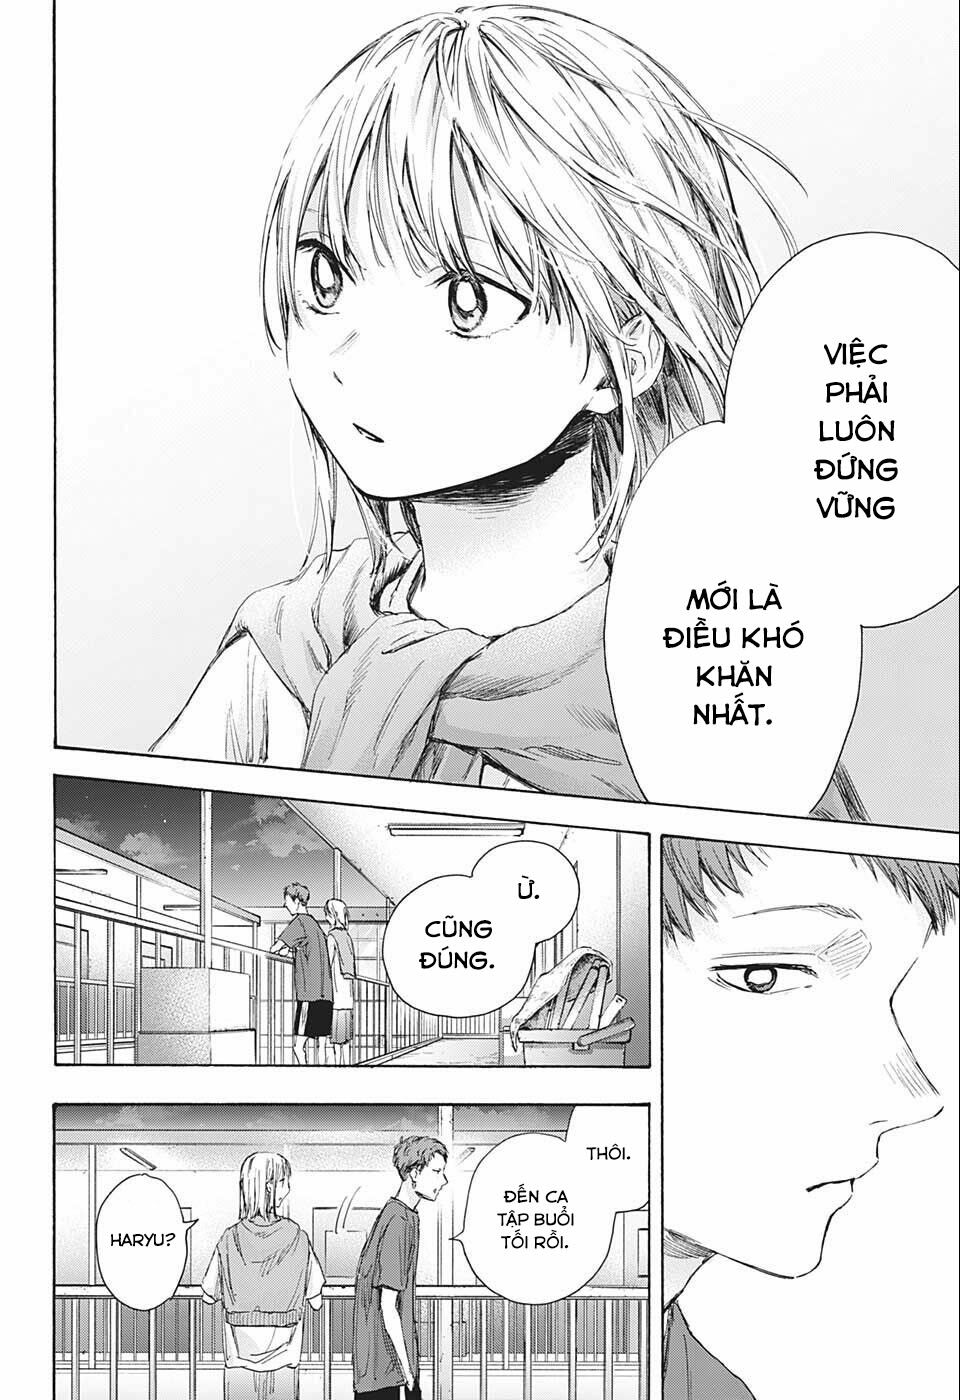 VIỆC
PHẢI
LUÔN
ĐỨNG
VỮNG
MỚI LÀ
ĐIỀU KHÓ
KHĂN
NHẤT.
Ừ.
CŨNG
ĐÚNG.
THÔI.
ĐẾN CA
TẬP BUỔI
TỐI RỒI.
HARYU?